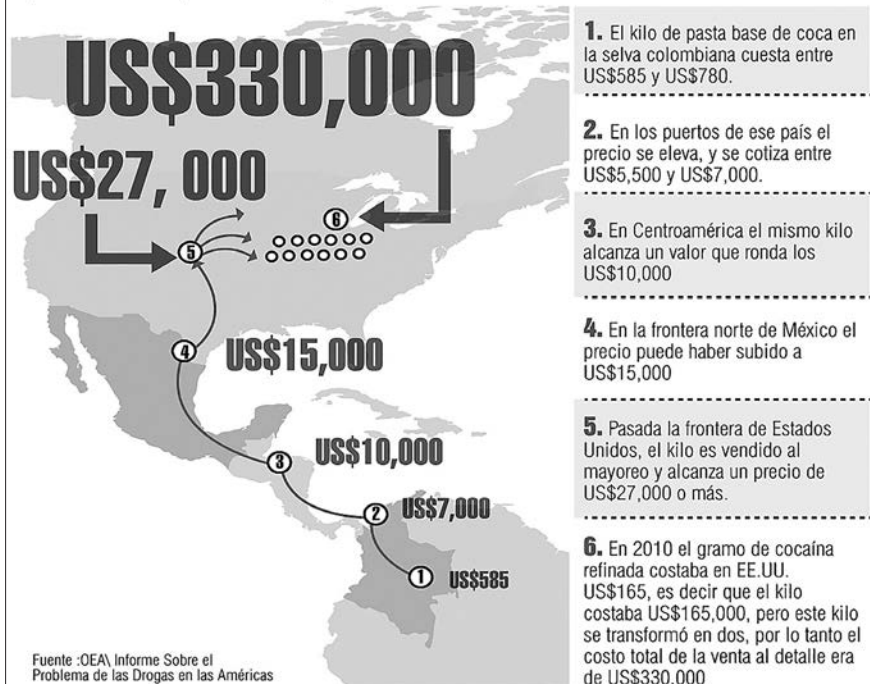 US$330,000
US$27, 000
6
5
4
US$15,000
3
US$10,000
2
US$7,000
1
US$585
Fuente :OEA\ Informe Sobre el
Problema de las Drogas en las Américas
1. El kilo de pasta base de coca en
la selva colombiana cuesta entre
US$585 y US$780.
2. En los puertos de ese país el
precio se eleva, y se cotiza entre
US$5,500 y US$7,000.
3. En Centroamérica el mismo kilo
alcanza un valor que ronda los
US$10,000
4. En la frontera norte de México el
precio puede haber subido a
US$15,000
5. Pasada la frontera de Estados
Unidos, el kilo es vendido al
mayoreo y alcanza un precio de
US$27,000 o más.
6. En 2010 el gramo de cocaína
refinada costaba en EE.UU.
US$165, es decir que el kilo
costaba US$165,000, pero este kilo
se transformó en dos, por lo tanto el
costo total de la venta al detalle era
de US$330,000